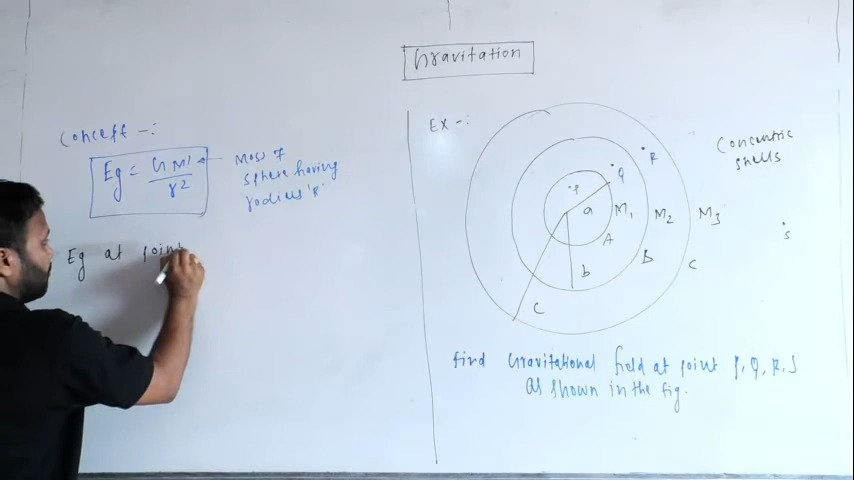 Gravitation
Concept -:
Eg = GM'/r²
Mass of
sphere having
radius 'r'
Eg at point
Ex -:
P
Q
R
S
a
b
c
M1
M2
M3
A
B
C
Concentric
shells
find Gravitational field at point P, Q, R, S
as shown in the fig.